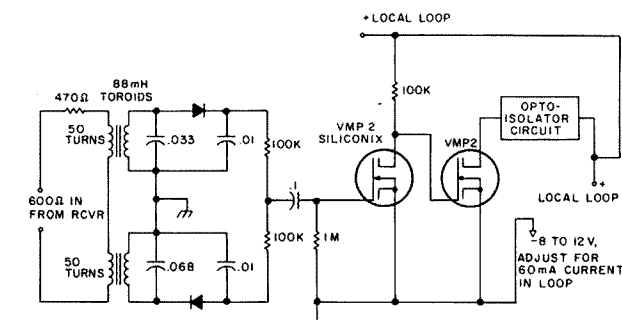 +LOCAL LOOP
470Ω
88mH
TOROIDS
50
TURNS
.033
.01
100K
100K
VMP 2
SILICONIX
VMP2
OPTO-
ISOLATOR
CIRCUIT
+
LOCAL LOOP
600Ω IN
FROM RCVR
.1
50
TURNS
.068
.01
100K
1M
-8 TO 12V,
ADJUST FOR
60mA CURRENT
IN LOOP